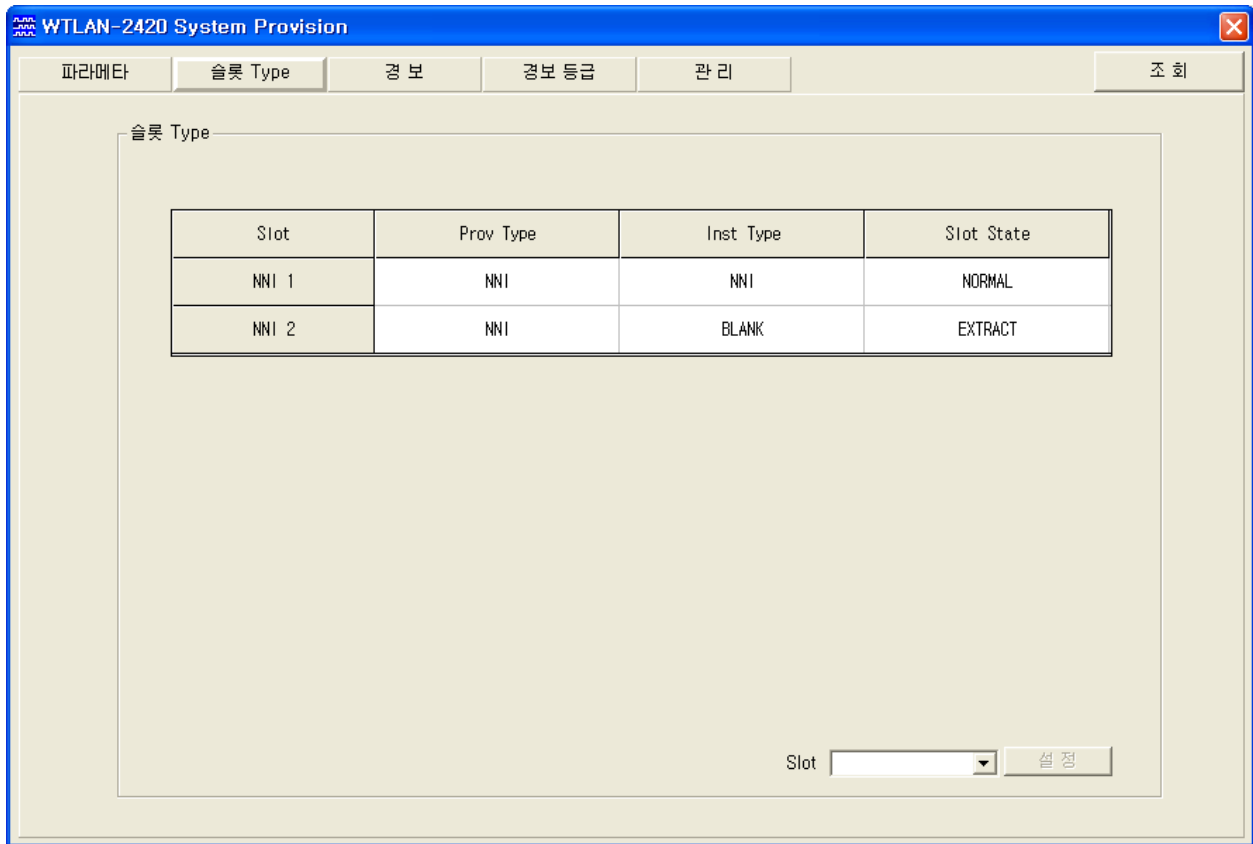 WTLAN-2420 System Provision
파라메타 슬롯 Type 경 보 경보 등급 관 리 조 회
슬롯 Type
Slot Prov Type Inst Type Slot State
NNI 1 NNI NNI NORMAL
NNI 2 NNI BLANK EXTRACT
Slot 설 정